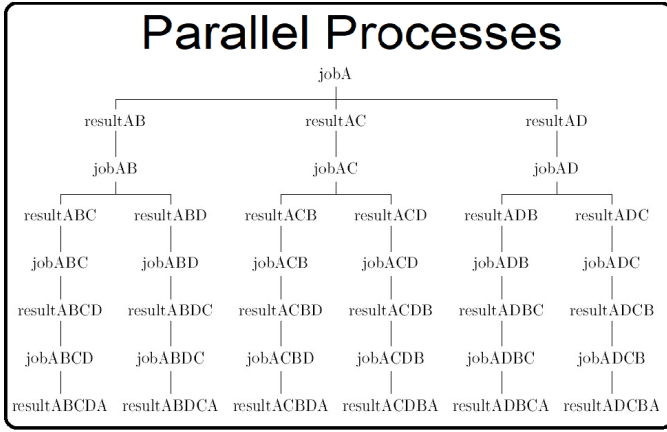 Parallel Processes
jobA
resultAB resultAC resultAD
jobAB jobAC jobAD
resultABC resultABD resultACB resultACD resultADB resultADC
jobABC jobABD jobACB jobACD jobADB jobADC
resultABCD resultABDC resultACBD resultACDB resultADBC resultADCB
jobABCD jobABDC jobACBD jobACDB jobADBC jobADCB
resultABCDA resultABDCA resultACBDA resultACDBA resultADBCA resultADCBA